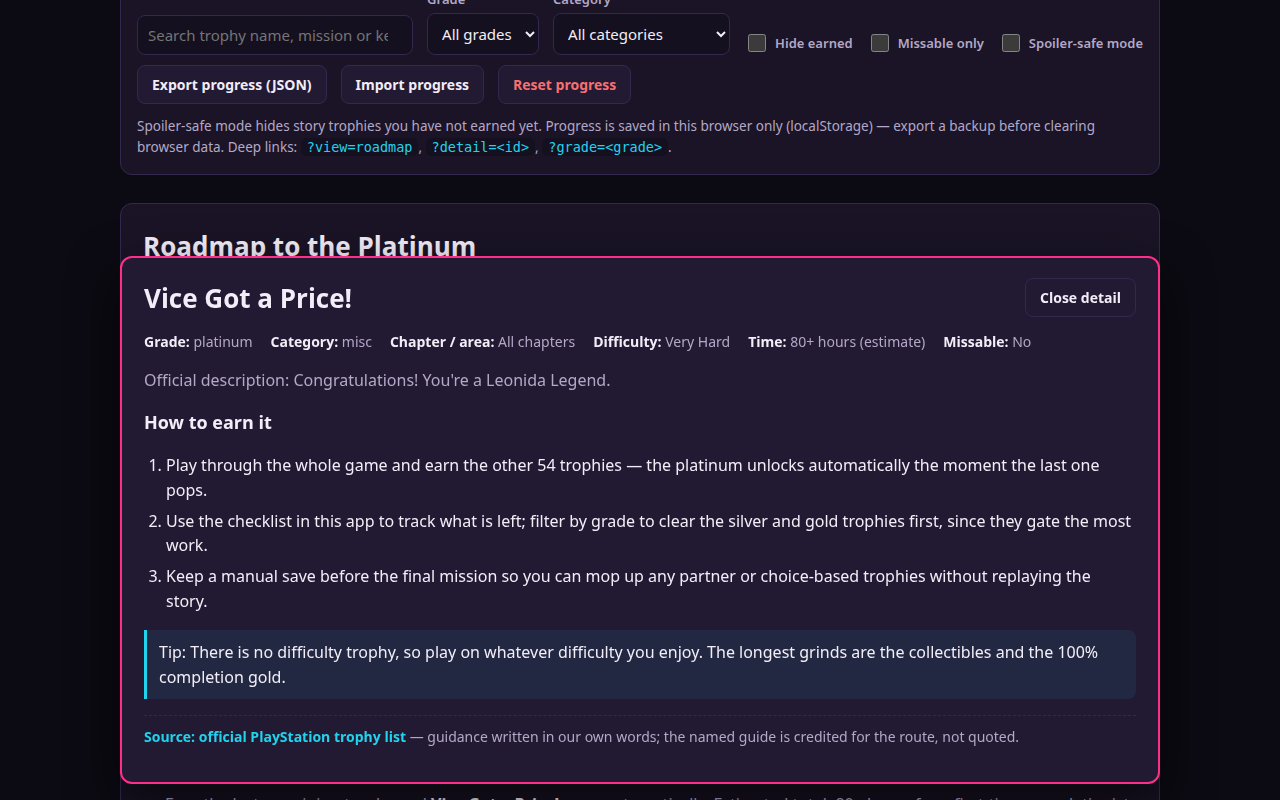 Grade Category
Search trophy name, mission or ke
All grades
All categories
Hide earned
Missable only
Spoiler-safe mode
Export progress (JSON)
Import progress
Reset progress
Spoiler-safe mode hides story trophies you have not earned yet. Progress is saved in this browser only (localStorage) — export a backup before clearing
browser data. Deep links: ?view=roadmap , ?detail=<id> , ?grade=<grade> .
Roadmap to the Platinum
Vice Got a Price!
Close detail
Grade: platinum Category: misc Chapter / area: All chapters Difficulty: Very Hard Time: 80+ hours (estimate) Missable: No
Official description: Congratulations! You're a Leonida Legend.
How to earn it
1. Play through the whole game and earn the other 54 trophies — the platinum unlocks automatically the moment the last one
pops.
2. Use the checklist in this app to track what is left; filter by grade to clear the silver and gold trophies first, since they gate the most
work.
3. Keep a manual save before the final mission so you can mop up any partner or choice-based trophies without replaying the
story.
Tip: There is no difficulty trophy, so play on whatever difficulty you enjoy. The longest grinds are the collectibles and the 100%
completion gold.
Source: official PlayStation trophy list — guidance written in our own words; the named guide is credited for the route, not quoted.